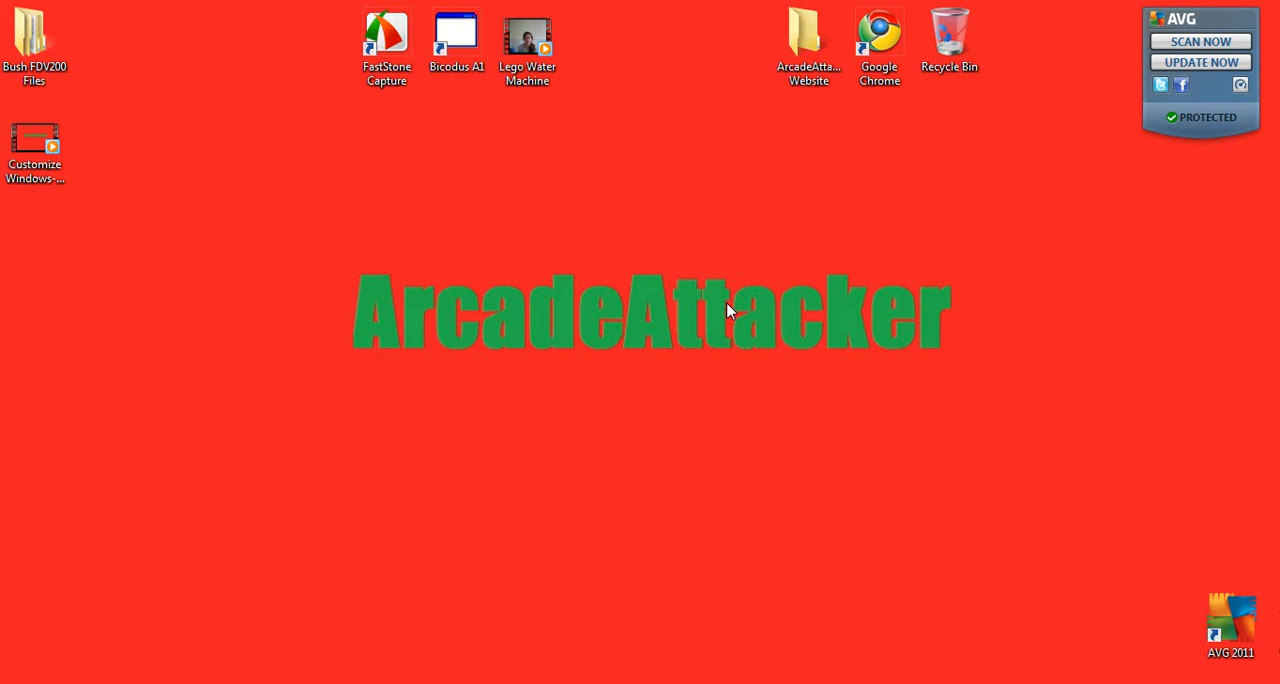 Bush FDV200
Files
FastStone
Capture
Bicodus A1
Lego Water
Machine
ArcadeAtta...
Website
Google
Chrome
Recycle Bin
AVG
SCAN NOW
UPDATE NOW
PROTECTED
Customize
Windows-...
ArcadeAttacker
AVG 2011